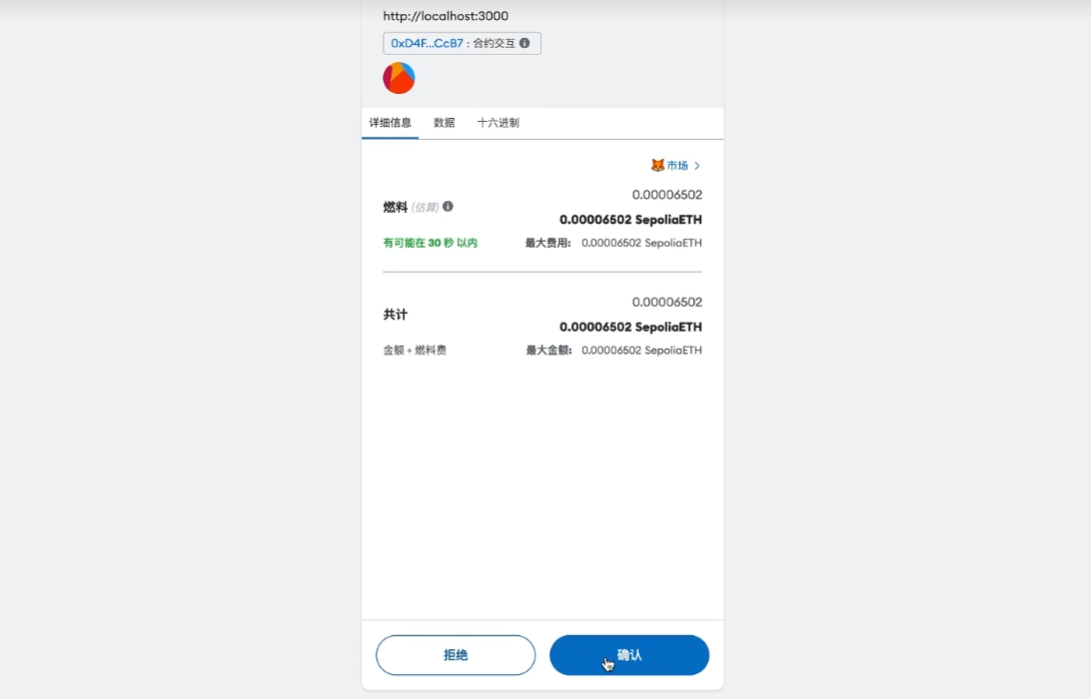 http://localhost:3000
0xD4F...CcB7 : 合约交互
详细信息 数据 十六进制
市场 >
0.00006502
燃料 (估算)
0.00006502 SepoliaETH
有可能在 30 秒 以内 最大费用: 0.00006502 SepoliaETH
0.00006502
共计
0.00006502 SepoliaETH
金额 + 燃料费 最大金额: 0.00006502 SepoliaETH
拒绝 确认